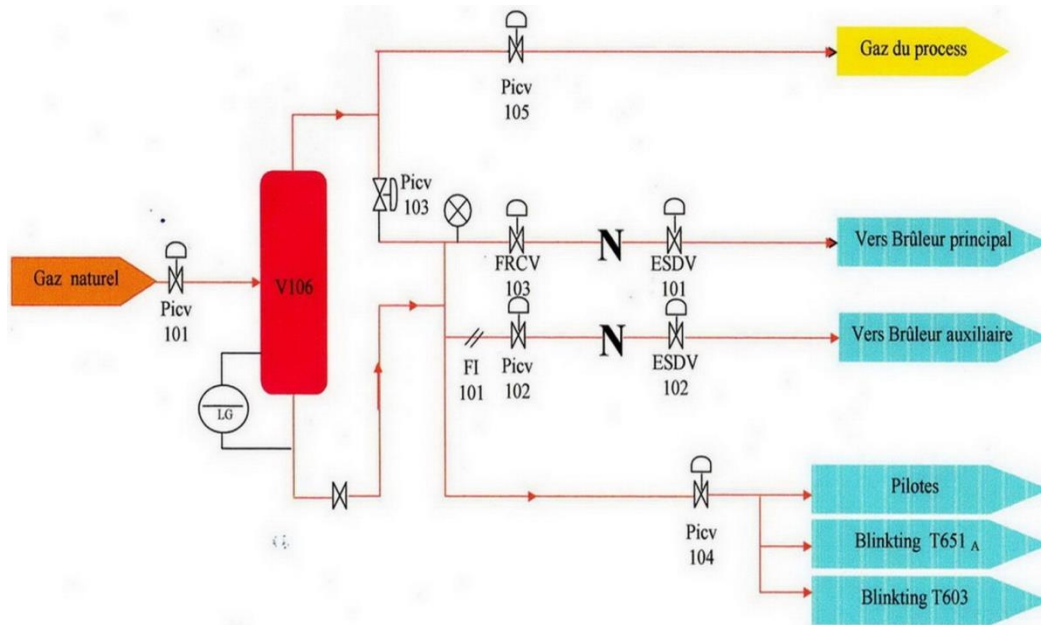 Gaz du process
Picv
105
Picv
103
Gaz naturel
Picv
101
V106
LG
FRCV
103
N
ESDV
101
Vers Brûleur principal
FI
101
Picv
102
N
ESDV
102
Vers Brûleur auxiliaire
Picv
104
Pilotes
Blinkting T651 A
Blinkting T603